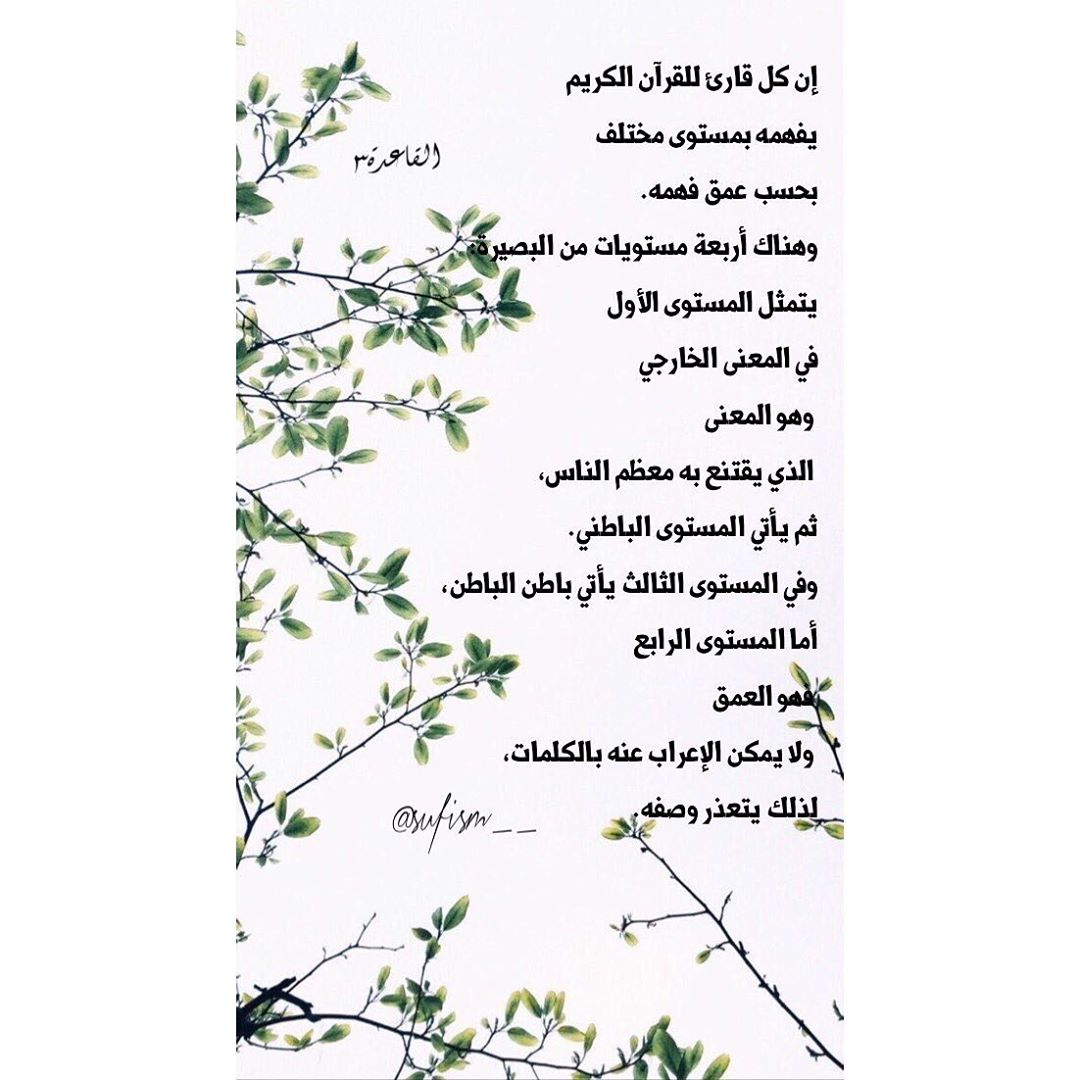 إن كل قارئ للقرآن الكريم
يفهمه بمستوى مختلف
القاعدة٣
بحسب عمق فهمه.
وهناك أربعة مستويات من البصيرة:
يتمثل المستوى الأول
في المعنى الخارجي
وهو المعنى
الذي يقتنع به معظم الناس،
ثم يأتي المستوى الباطني.
وفي المستوى الثالث يأتي باطن الباطن،
أما المستوى الرابع
فهو العمق
ولا يمكن الإعراب عنه بالكلمات،
لذلك يتعذر وصفه.
@sufism__